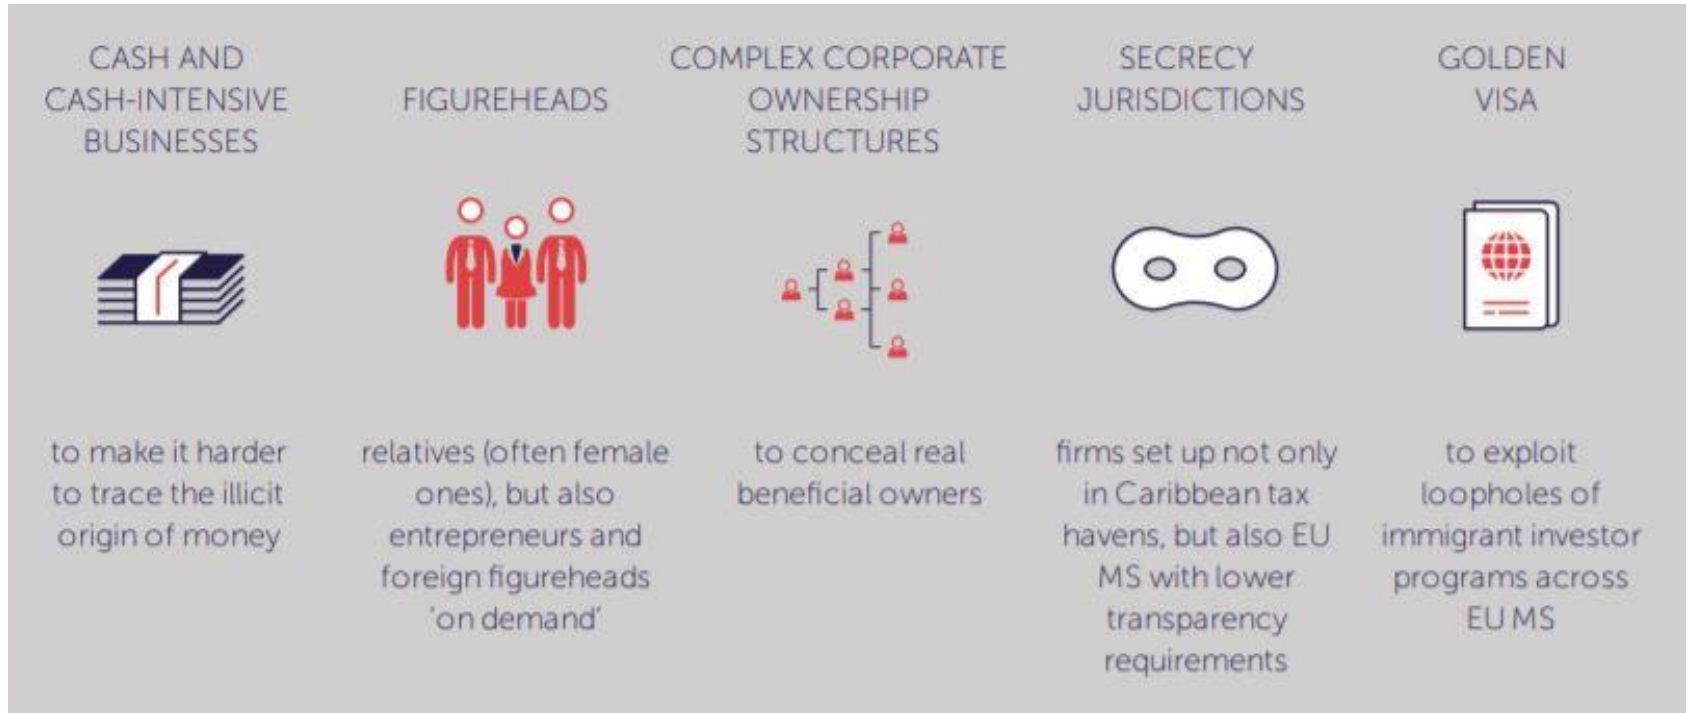 CASH AND
CASH-INTENSIVE
BUSINESSES
to make it harder
to trace the illicit
origin of money
FIGUREHEADS
relatives (often female
ones), but also
entrepreneurs and
foreign figureheads
'on demand'
COMPLEX CORPORATE
OWNERSHIP
STRUCTURES
to conceal real
beneficial owners
SECRECY
JURISDICTIONS
firms set up not only
in Caribbean tax
havens, but also EU
MS with lower
transparency
requirements
GOLDEN
VISA
to exploit
loopholes of
immigrant investor
programs across
EU MS